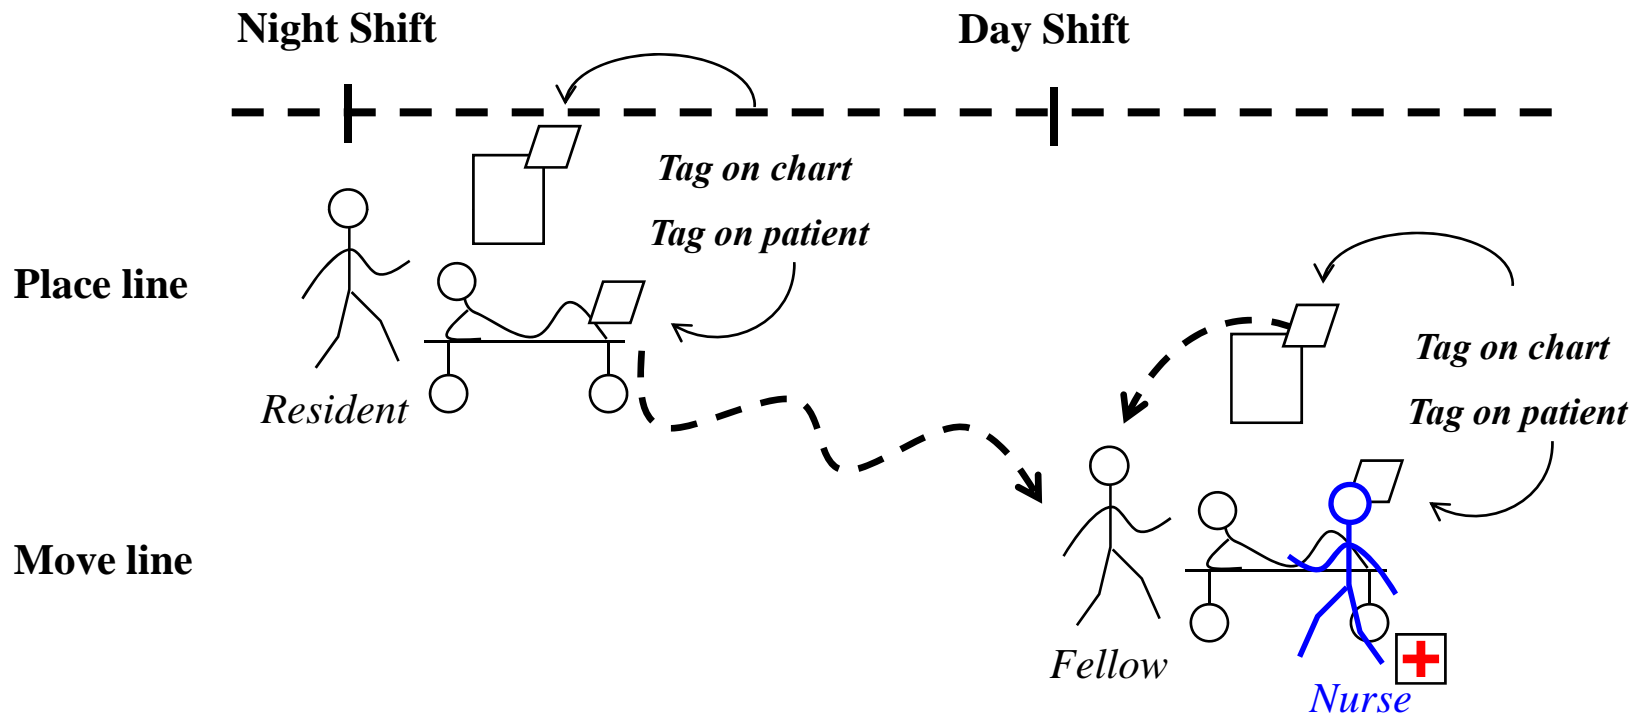 Night Shift
Day Shift
Tag on chart
Tag on patient
Place line
Resident
Tag on chart
Tag on patient
Move line
Fellow
Nurse